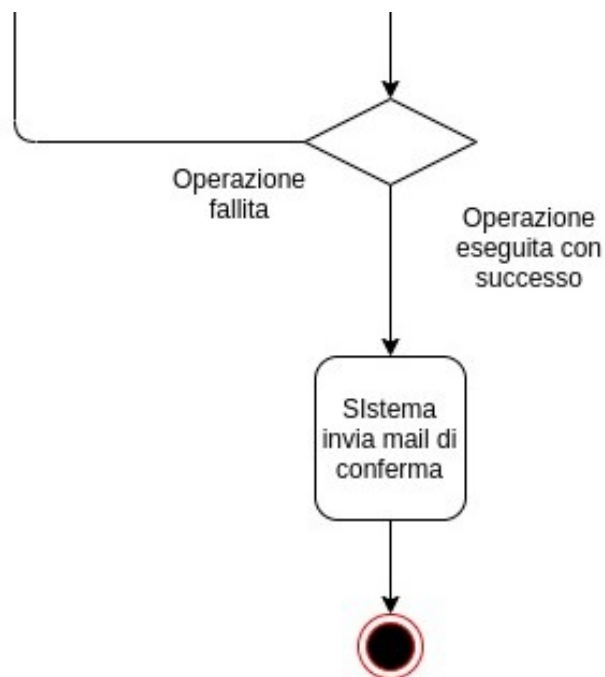 Operazione
fallita
Operazione
eseguita con
successo
SIstema
invia mail di
conferma